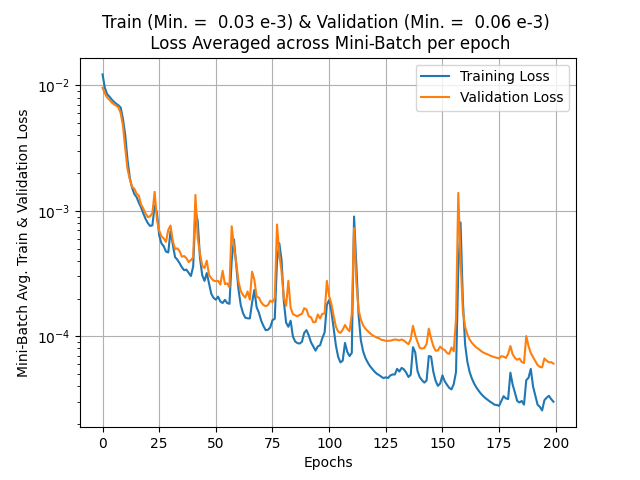 Train (Min. =  0.03 e-3) & Validation (Min. =  0.06 e-3)
Loss Averaged across Mini-Batch per epoch
Training Loss
Validation Loss
Mini-Batch Avg. Train & Validation Loss
10⁻²
10⁻³
10⁻⁴
0 25 50 75 100 125 150 175 200
Epochs